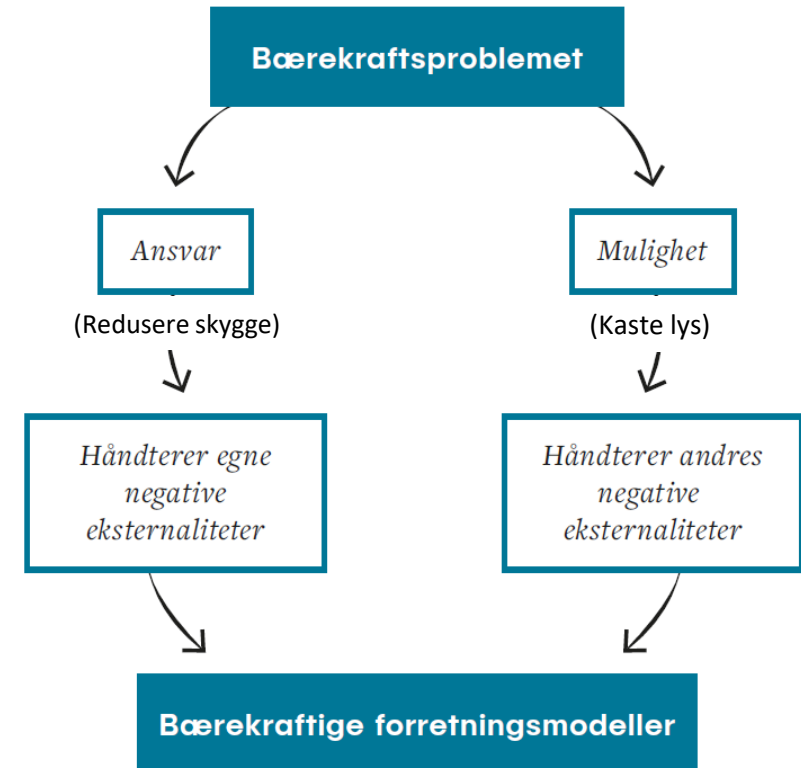 Bærekraftsproblemet
Ansvar
Mulighet
(Redusere skygge)
(Kaste lys)
Håndterer egne
negative
eksternaliteter
Håndterer andres
negative
eksternaliteter
Bærekraftige forretningsmodeller